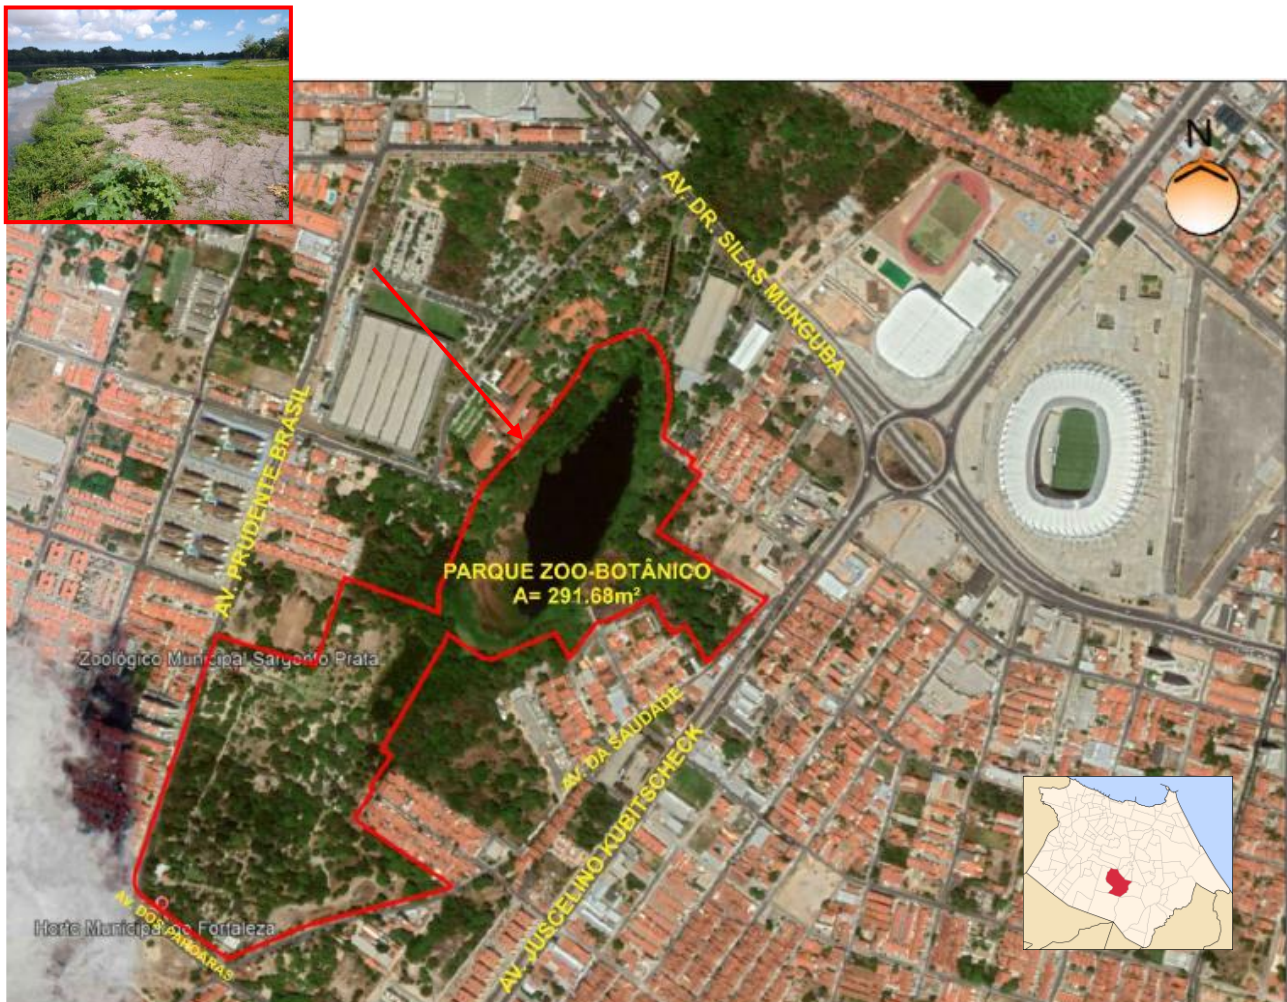 N
AV. DR. SILAS MUNGUBA
AV. PRUDENTE BRASIL
PARQUE ZOO-BOTÂNICO
A= 291.68m²
Zoológico Municipal Sargento Prata
AV. DA SAUDADE
AV. JUSCELINO KUBITSCHECK
AV. DOS PAROARAS
Horto Municipal de Fortaleza